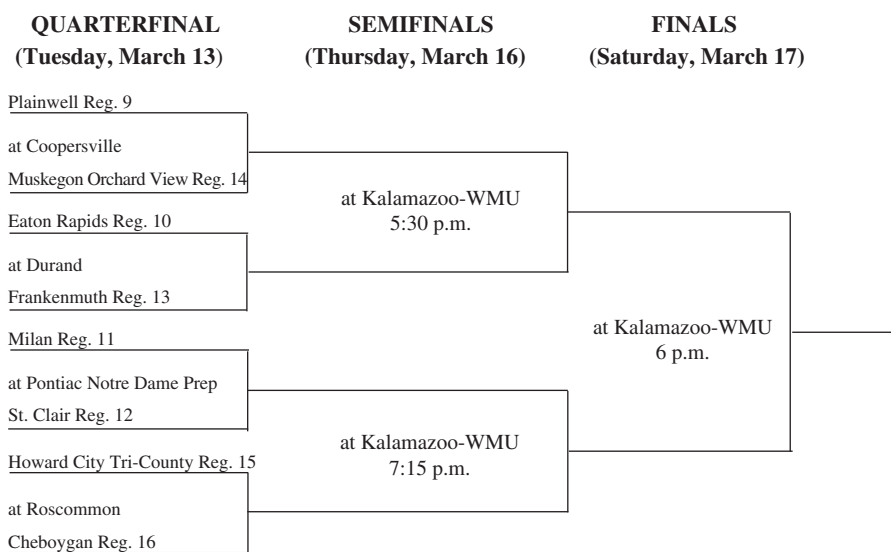 QUARTERFINAL
(Tuesday, March 13)
SEMIFINALS
(Thursday, March 16)
FINALS
(Saturday, March 17)
Plainwell Reg. 9
at Coopersville
Muskegon Orchard View Reg. 14
Eaton Rapids Reg. 10
at Durand
Frankenmuth Reg. 13
Milan Reg. 11
at Pontiac Notre Dame Prep
St. Clair Reg. 12
Howard City Tri-County Reg. 15
at Roscommon
Cheboygan Reg. 16
at Kalamazoo-WMU
5:30 p.m.
at Kalamazoo-WMU
7:15 p.m.
at Kalamazoo-WMU
6 p.m.